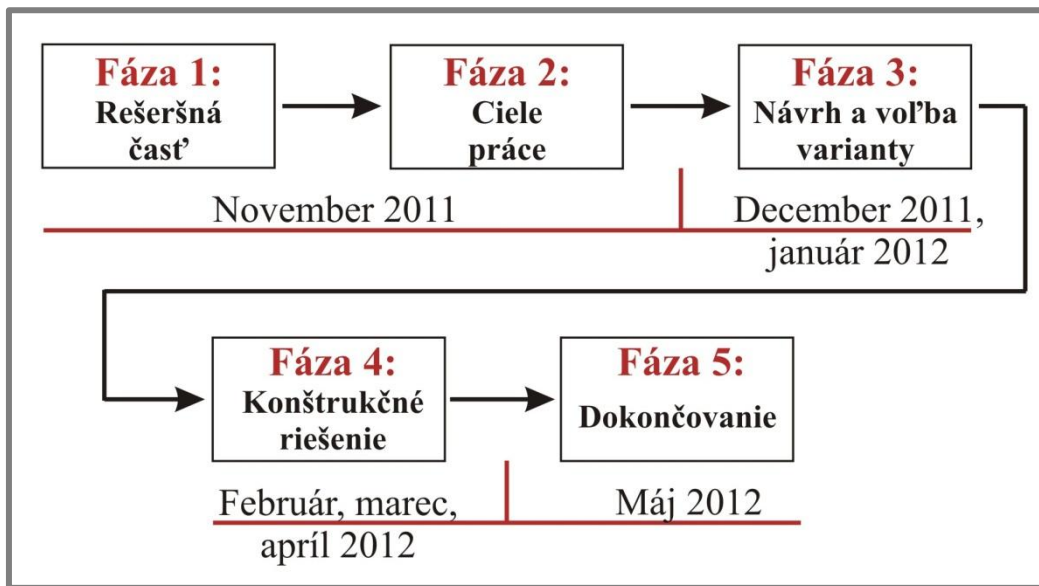 Fáza 1:
Rešeršná
časť
Fáza 2:
Ciele
práce
Fáza 3:
Návrh a voľba
varianty
November 2011
December 2011,
január 2012
Fáza 4:
Konštrukčné
riešenie
Fáza 5:
Dokončovanie
Február, marec,
apríl 2012
Máj 2012